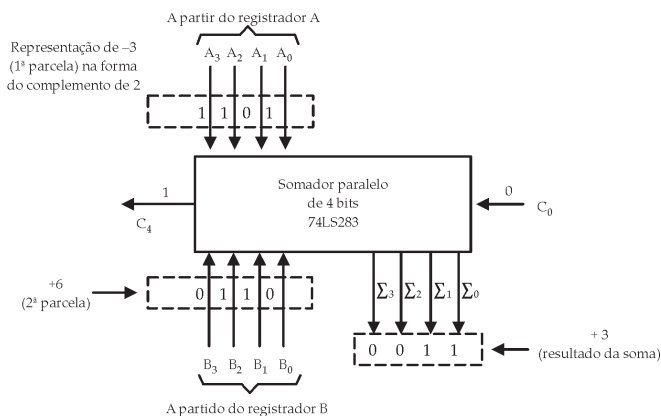 A partir do registrador A
Representação de –3
(1ª parcela) na forma
do complemento de 2
A3 A2 A1 A0
1 1 0 1
Somador paralelo
de 4 bits
74LS283
1
C4
0
C0
+6
(2ª parcela)
0 1 1 0
Σ3 Σ2 Σ1 Σ0
0 0 1 1
+ 3
(resultado da soma)
B3 B2 B1 B0
A partido do registrador B